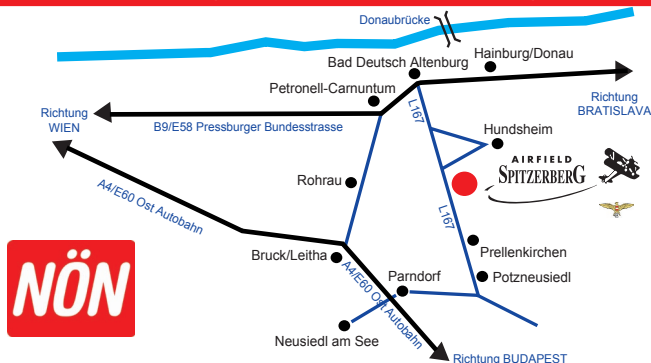 Donaubrücke
Bad Deutsch Altenburg
Hainburg/Donau
Petronell-Carnuntum
Richtung
WIEN
B9/E58 Pressburger Bundesstrasse
L167
Richtung
BRATISLAVA
Hundsheim
AIRFIELD
SPITZERBERG
A4/E60 Ost Autobahn
Rohrau
L167
NÖN
Bruck/Leitha
Prellenkirchen
Potzneusiedl
Parndorf
A4/E60 Ost Autobahn
Neusiedl am See
Richtung BUDAPEST